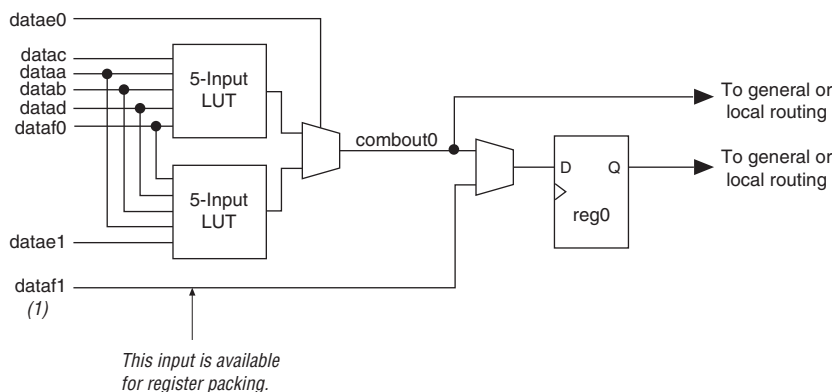 datae0
datac
dataa
datab
datad
dataf0
5-Input
LUT
5-Input
LUT
datae1
dataf1
(1)
combout0
D Q
reg0
To general or
local routing
To general or
local routing
This input is available
for register packing.